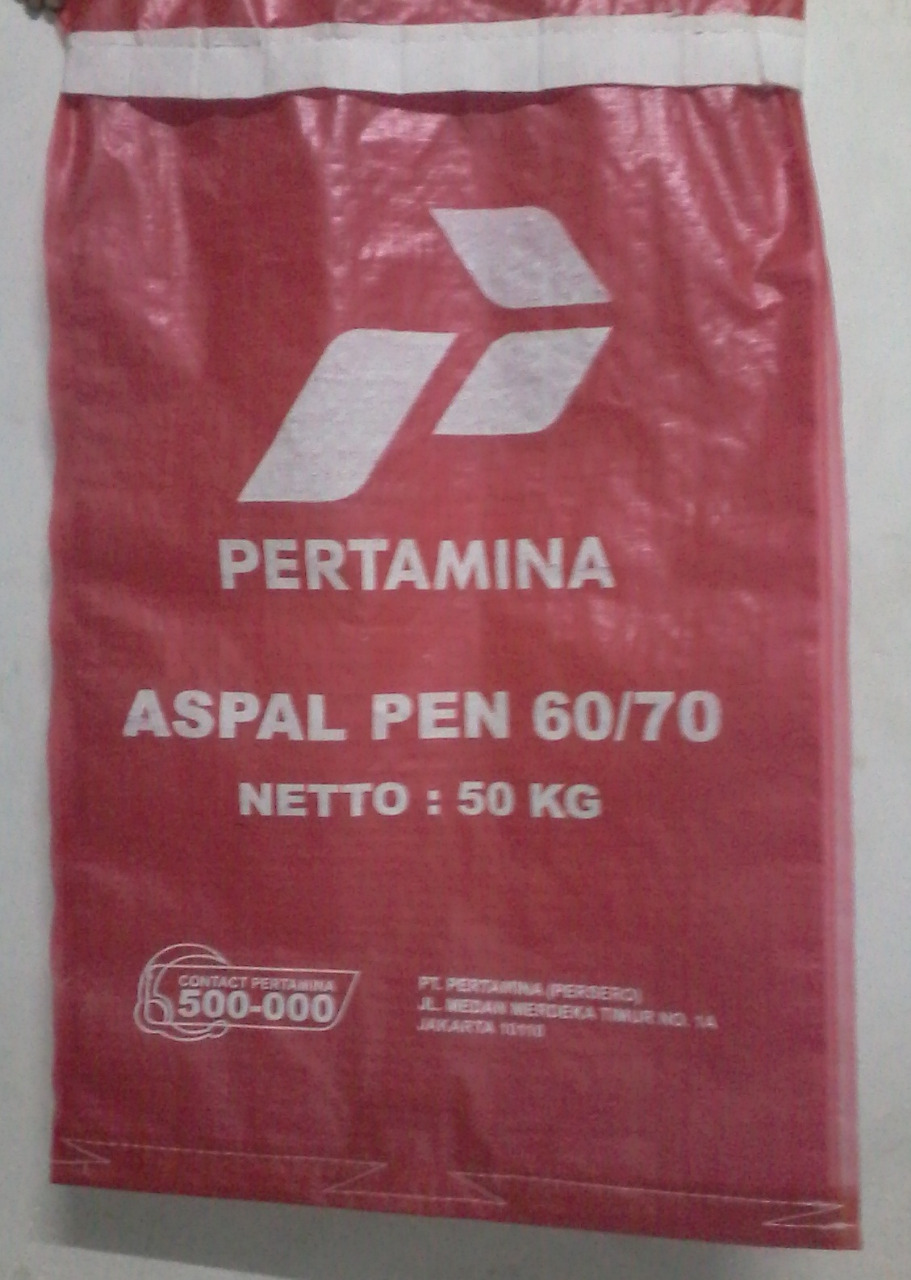 PERTAMINA
ASPAL PEN 60/70
NETTO : 50 KG
CONTACT PERTAMINA
500-000
PT. PERTAMINA (PERSERO)
JL. MEDAN MERDEKA TIMUR NO. 1A
JAKARTA 10110